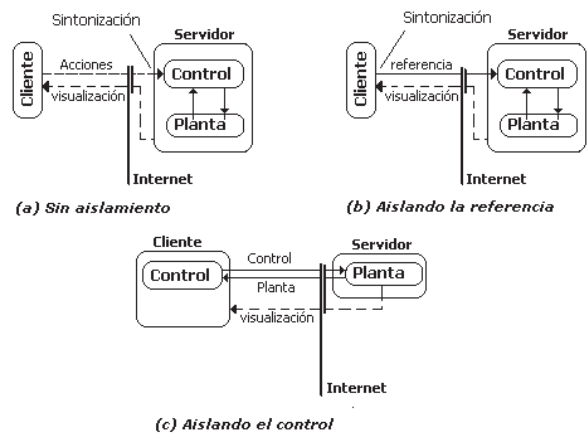 Sintonización
Servidor
Cliente
Acciones
Control
visualización
Planta
Internet
(a) Sin aislamiento
Sintonización
Servidor
Cliente
referencia
Control
visualización
Planta
Internet
(b) Aislando la referencia
Cliente
Servidor
Control
Control
Planta
Planta
visualización
Internet
(c) Aislando el control